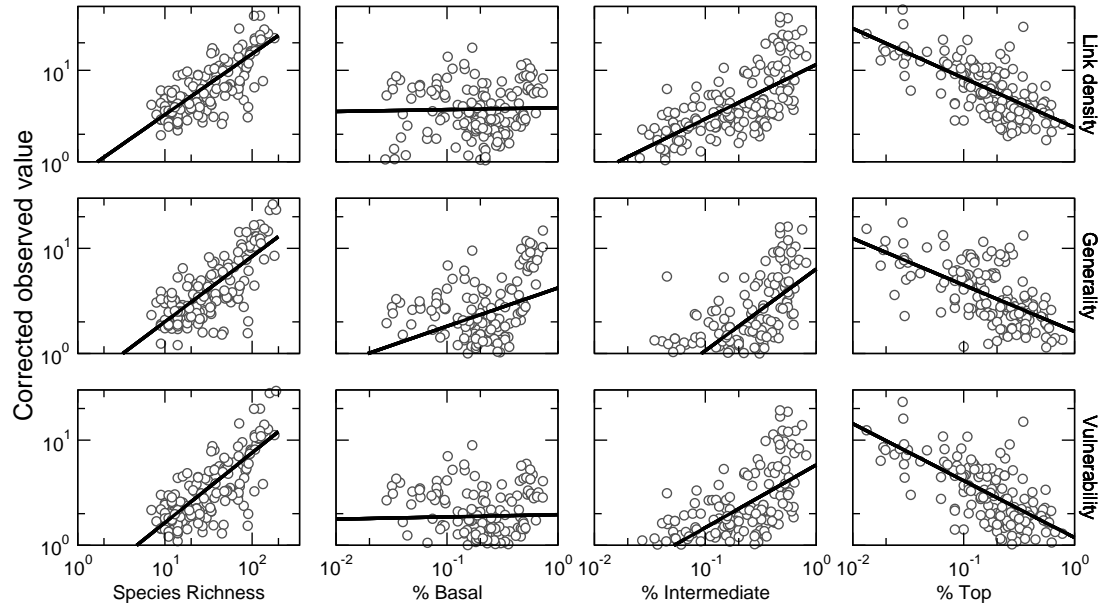 Corrected observed value
10^1
10^0
Link density
10^1
10^0
Generality
10^1
10^0
Vulnerability
10^0 10^1 10^2 10^-2 10^-1 10^0 10^-2 10^-1 10^0 10^-2 10^-1 10^0
Species Richness % Basal % Intermediate % Top